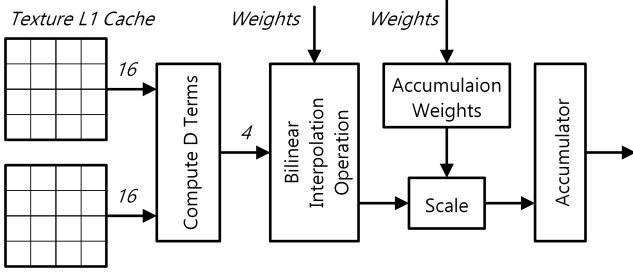 Texture L1 Cache
Weights
Weights
16
16
Compute D Terms
4
Bilinear
Interpolation
Operation
Accumulaion
Weights
Scale
Accumulator